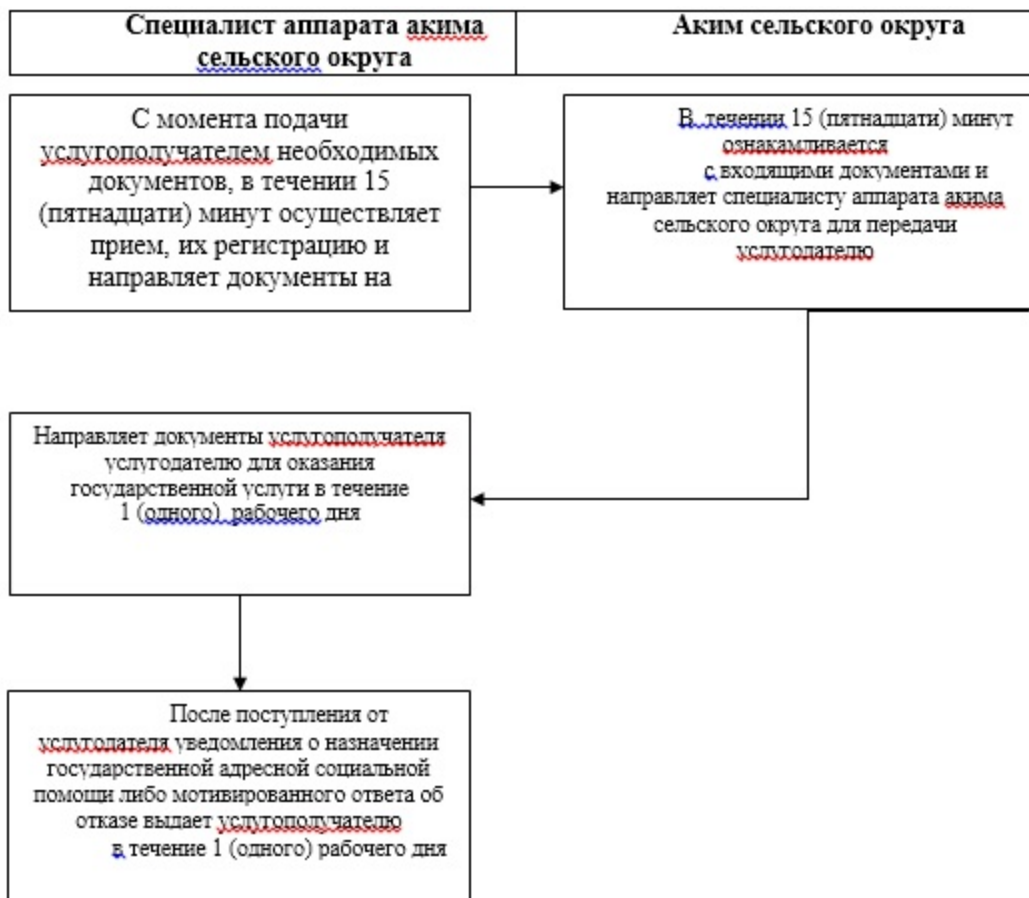 Специалист аппарата акима
сельского округа
Аким сельского округа
С момента подачи
услугополучателем необходимых
документов, в течении 15
(пятнадцати) минут осуществляет
прием, их регистрацию и
направляет документы на
В течении 15 (пятнадцати) минут
ознакамливается
с входящими документами и
направляет специалисту аппарата акима
сельского округа для передачи
услугодателю
Направляет документы услугополучателя
услугодателю для оказания
государственной услуги в течение
1 (одного) рабочего дня
После поступления от
услугодателя уведомления о назначении
государственной адресной социальной
помощи либо мотивированного ответа об
отказе выдает услугополучателю
в течение 1 (одного) рабочего дня